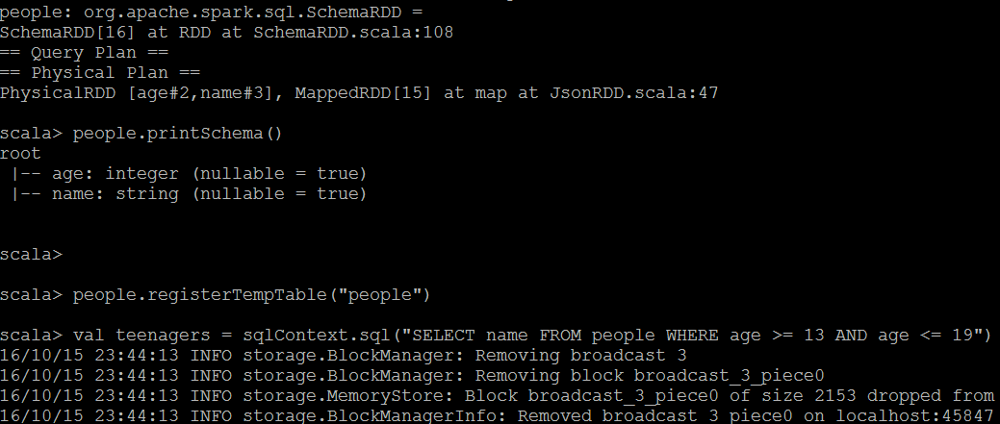 people: org.apache.spark.sql.SchemaRDD =
SchemaRDD[16] at RDD at SchemaRDD.scala:108
== Query Plan ==
== Physical Plan ==
PhysicalRDD [age#2,name#3], MappedRDD[15] at map at JsonRDD.scala:47
scala> people.printSchema()
root
 |-- age: integer (nullable = true)
 |-- name: string (nullable = true)
scala>
scala> people.registerTempTable("people")
scala> val teenagers = sqlContext.sql("SELECT name FROM people WHERE age >= 13 AND age <= 19")
16/10/15 23:44:13 INFO storage.BlockManager: Removing broadcast 3
16/10/15 23:44:13 INFO storage.BlockManager: Removing block broadcast_3_piece0
16/10/15 23:44:13 INFO storage.MemoryStore: Block broadcast_3_piece0 of size 2153 dropped from
16/10/15 23:44:13 INFO storage.BlockManagerInfo: Removed broadcast_3_piece0 on localhost:45847